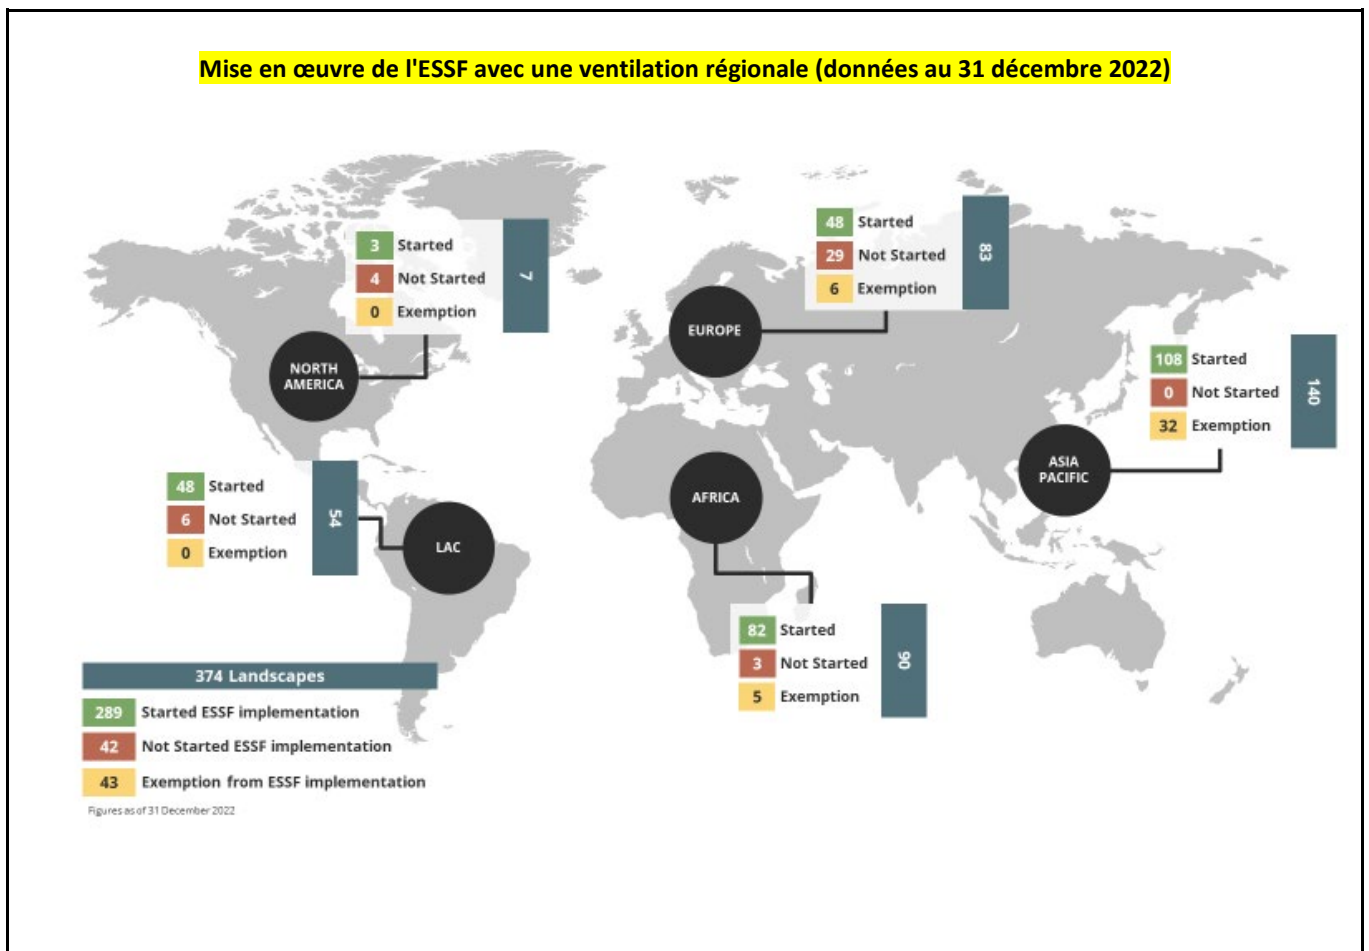 Mise en œuvre de l'ESSF avec une ventilation régionale (données au 31 décembre 2022)
3 Started
4 Not Started
0 Exemption
7
NORTH
AMERICA
48 Started
29 Not Started
6 Exemption
83
EUROPE
108 Started
0 Not Started
32 Exemption
140
ASIA
PACIFIC
48 Started
6 Not Started
0 Exemption
54
LAC
AFRICA
82 Started
3 Not Started
5 Exemption
90
374 Landscapes
289 Started ESSF implementation
42 Not Started ESSF implementation
43 Exemption from ESSF implementation
Figures as of 31 December 2022